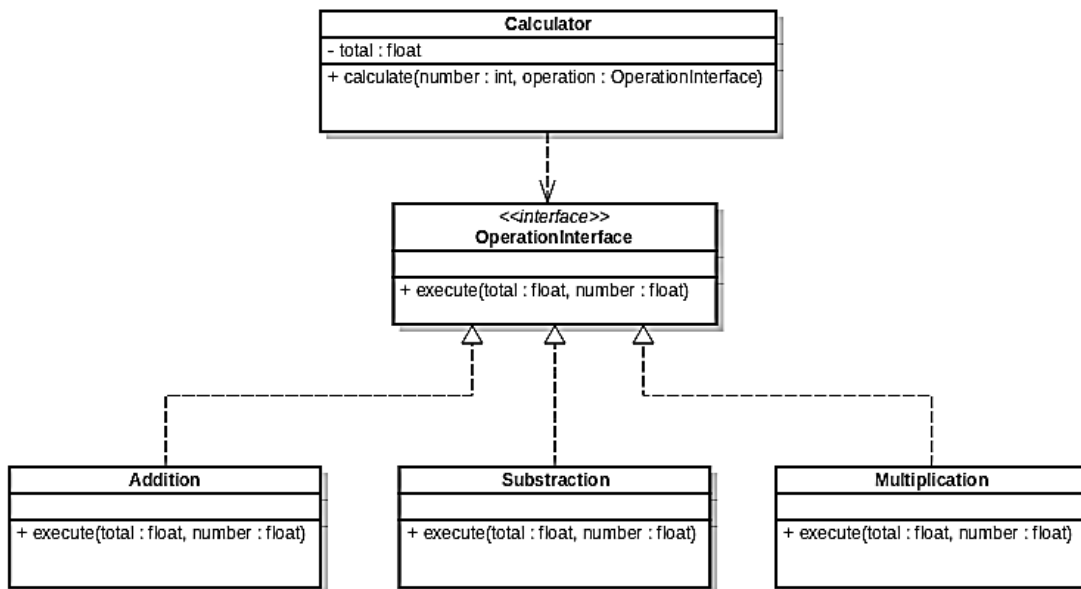 Calculator
- total : float
+ calculate(number : int, operation : OperationInterface)
<<interface>>
OperationInterface
+ execute(total : float, number : float)
Addition
+ execute(total : float, number : float)
Substraction
+ execute(total : float, number : float)
Multiplication
+ execute(total : float, number : float)